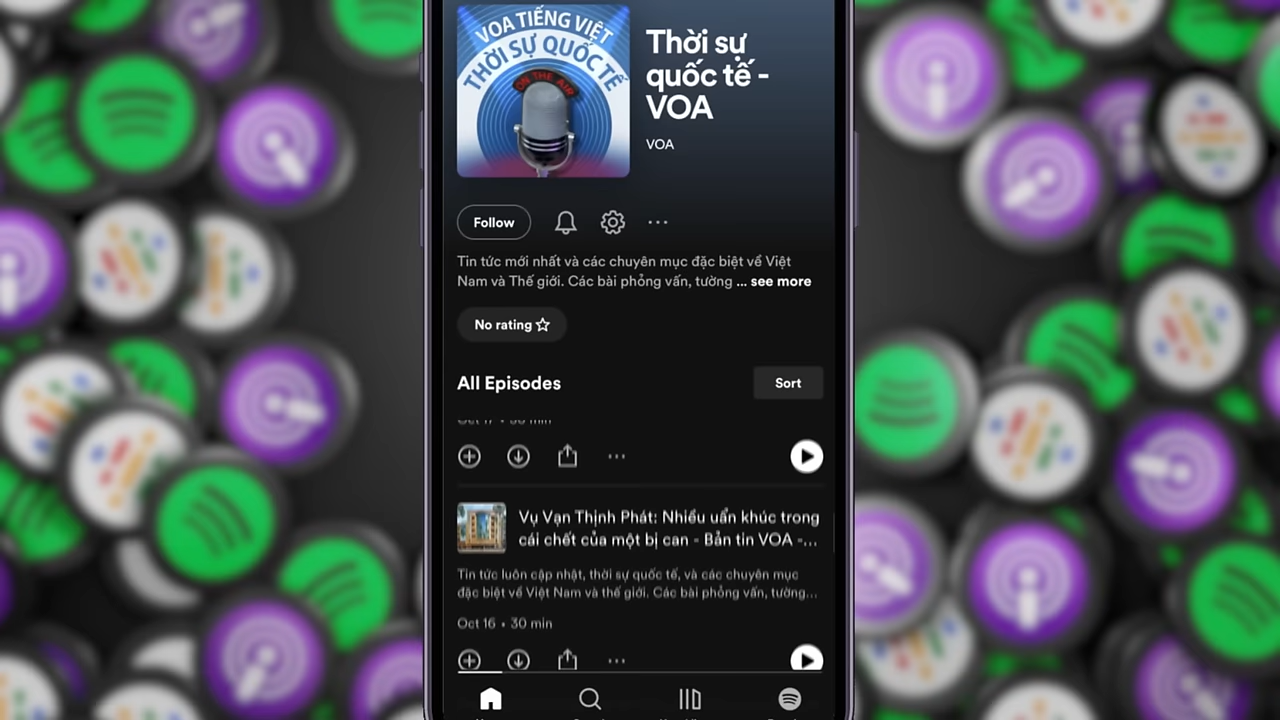 VOA TIẾNG VIỆT
THỜI SỰ QUỐC TẾ
ON THE AIR
Thời sự
quốc tế -
VOA
VOA
Follow
Tin tức mới nhất và các chuyên mục đặc biệt về Việt
Nam và Thế giới. Các bài phỏng vấn, tường ... see more
No rating
All Episodes
Sort
Oct 17 • 30 min
Vụ Vạn Thịnh Phát: Nhiều uẩn khúc trong
cái chết của một bị can - Bản tin VOA -...
Tin tức luôn cập nhật, thời sự quốc tế, và các chuyên mục
đặc biệt về Việt Nam và thế giới. Các bài phỏng vấn, tường...
Oct 16 • 30 min